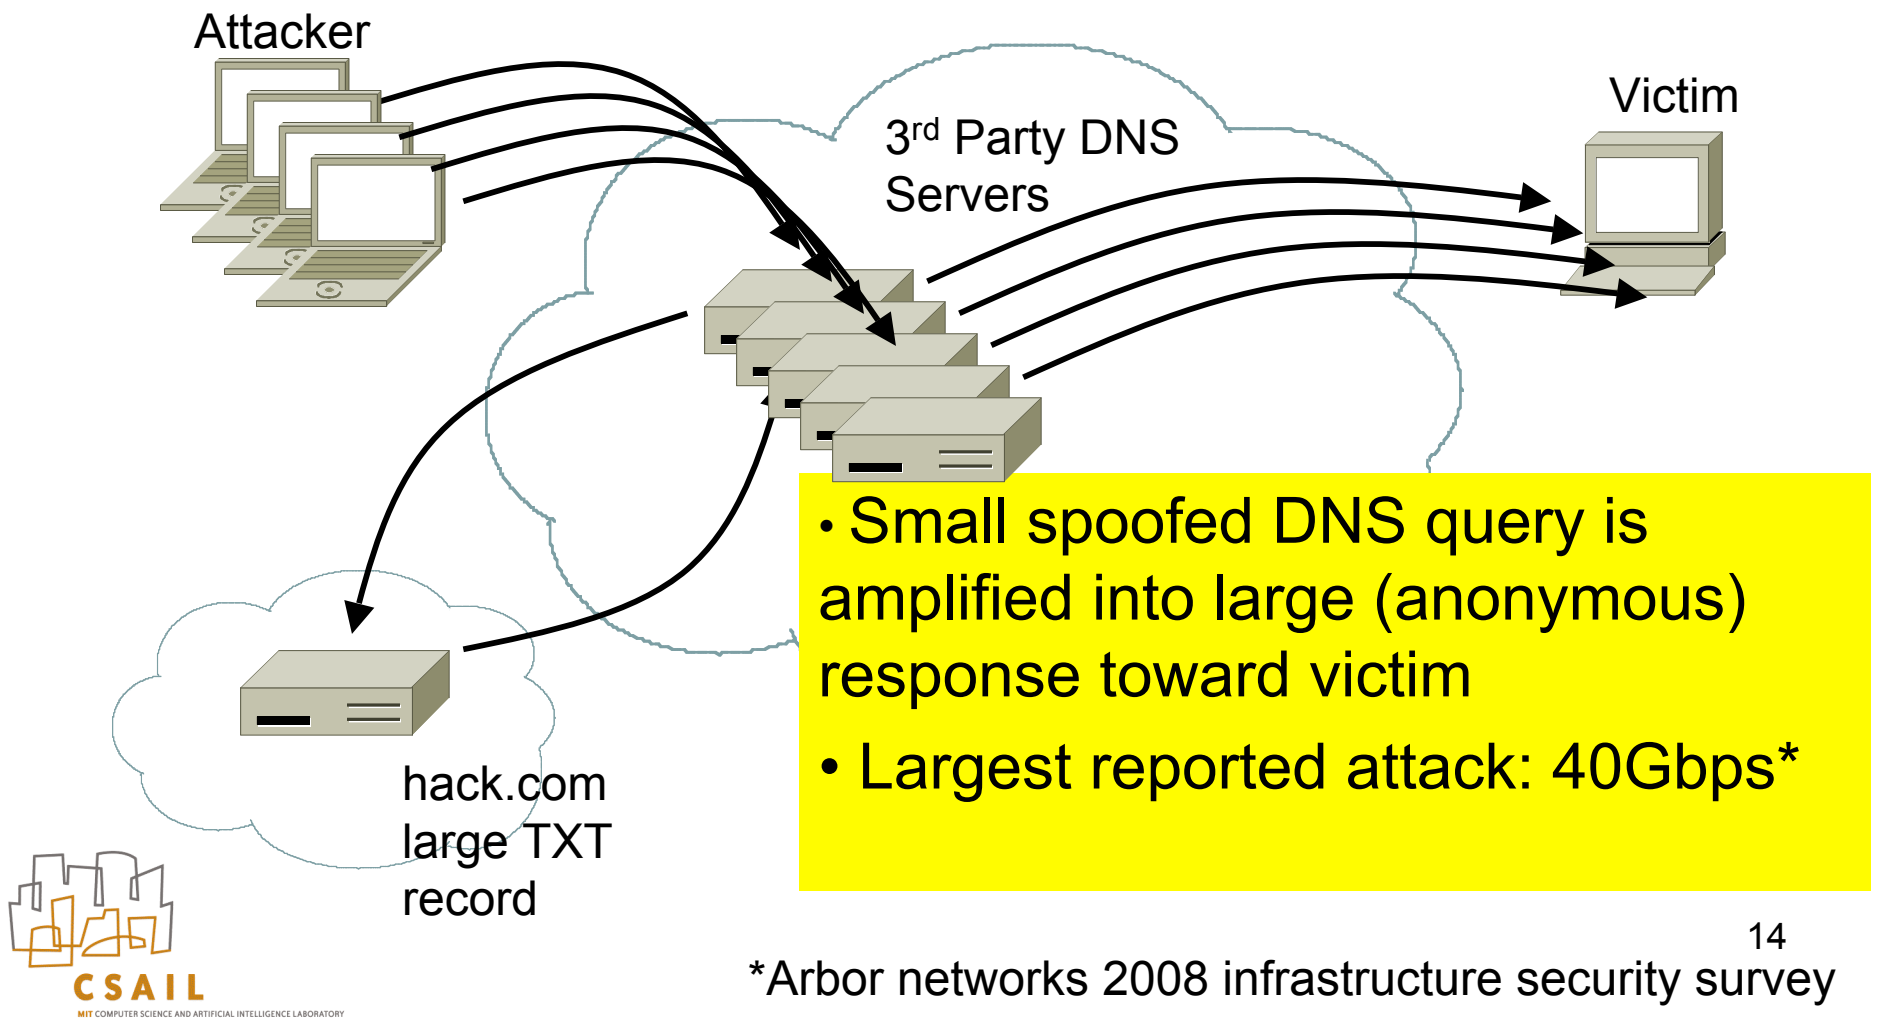 Attacker
Victim
3rd Party DNS
Servers
• Small spoofed DNS query is
amplified into large (anonymous)
response toward victim
• Largest reported attack: 40Gbps*
hack.com
large TXT
record
14
*Arbor networks 2008 infrastructure security survey
CSAIL
MIT COMPUTER SCIENCE AND ARTIFICIAL INTELLIGENCE LABORATORY